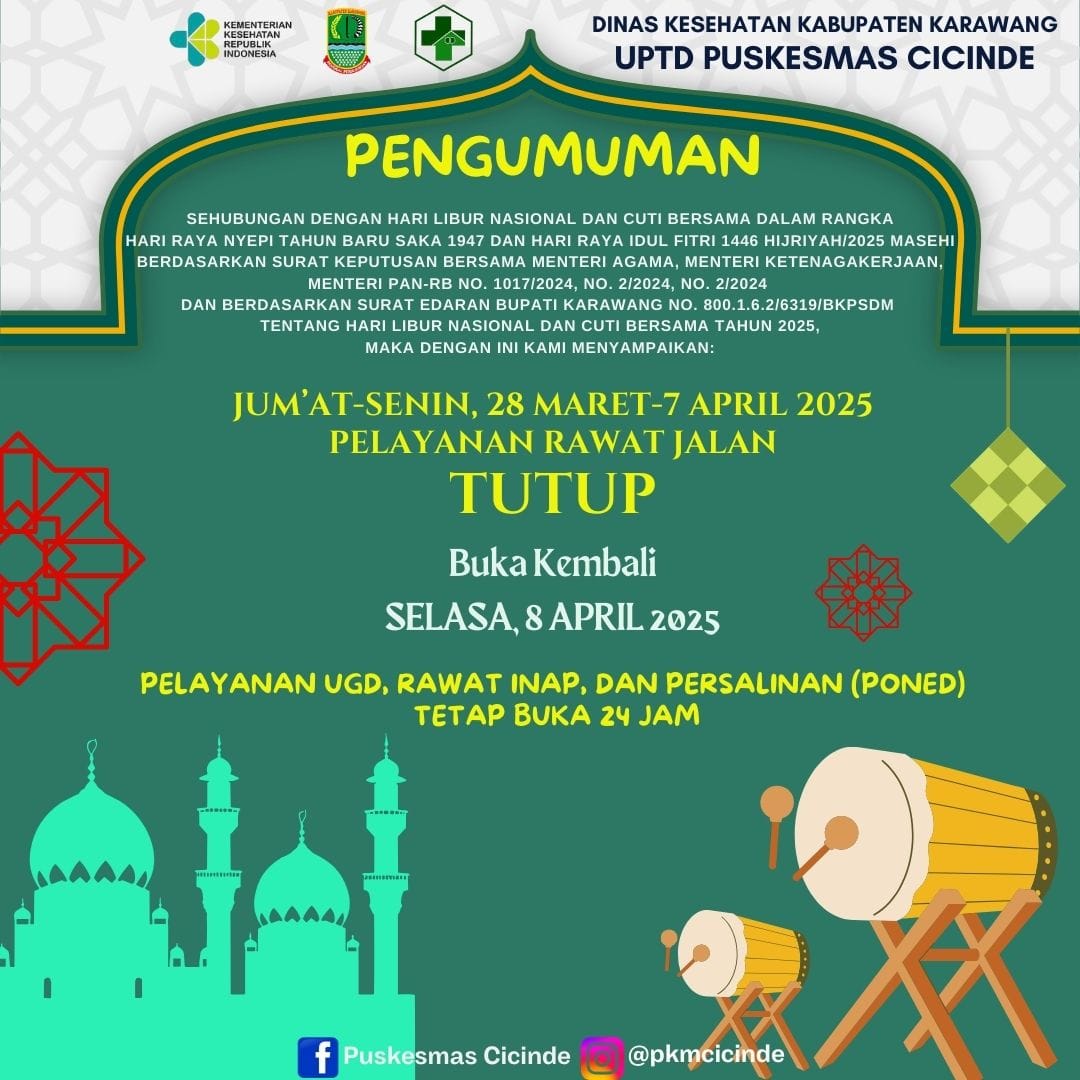 KEMENTERIAN
KESEHATAN
REPUBLIK
INDONESIA
DINAS KESEHATAN KABUPATEN KARAWANG
UPTD PUSKESMAS CICINDE
PENGUMUMAN
SEHUBUNGAN DENGAN HARI LIBUR NASIONAL DAN CUTI BERSAMA DALAM RANGKA
HARI RAYA NYEPI TAHUN BARU SAKA 1947 DAN HARI RAYA IDUL FITRI 1446 HIJRIYAH/2025 MASEHI
BERDASARKAN SURAT KEPUTUSAN BERSAMA MENTERI AGAMA, MENTERI KETENAGAKERJAAN,
MENTERI PAN-RB NO. 1017/2024, NO. 2/2024, NO. 2/2024
DAN BERDASARKAN SURAT EDARAN BUPATI KARAWANG NO. 800.1.6.2/6319/BKPSDM
TENTANG HARI LIBUR NASIONAL DAN CUTI BERSAMA TAHUN 2025,
MAKA DENGAN INI KAMI MENYAMPAIKAN:
JUM'AT-SENIN, 28 MARET-7 APRIL 2025
PELAYANAN RAWAT JALAN
TUTUP
Buka Kembali
SELASA, 8 APRIL 2025
PELAYANAN UGD, RAWAT INAP, DAN PERSALINAN (PONED)
TETAP BUKA 24 JAM
Puskesmas Cicinde @pkmcicinde